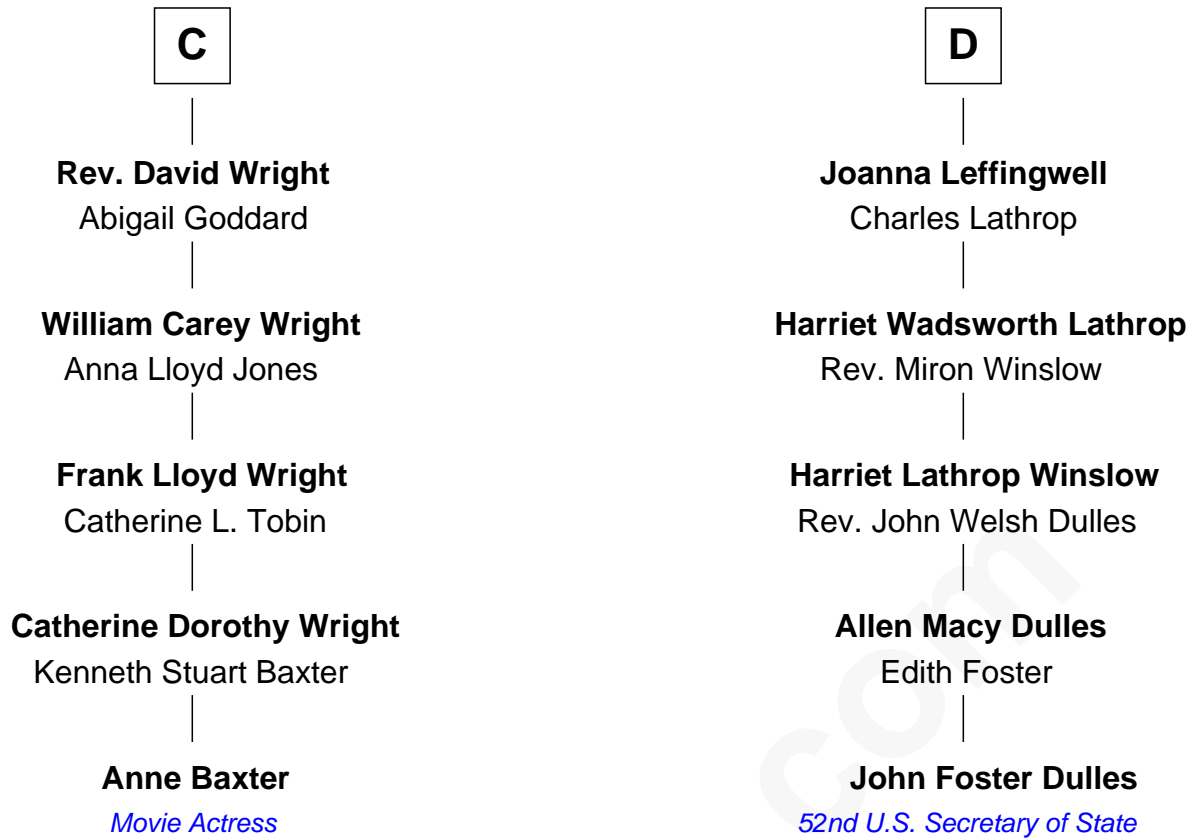 C
Rev. David Wright
Abigail Goddard
William Carey Wright
Anna Lloyd Jones
Frank Lloyd Wright
Catherine L. Tobin
Catherine Dorothy Wright
Kenneth Stuart Baxter
Anne Baxter
Movie Actress
D
Joanna Leffingwell
Charles Lathrop
Harriet Wadsworth Lathrop
Rev. Miron Winslow
Harriet Lathrop Winslow
Rev. John Welsh Dulles
Allen Macy Dulles
Edith Foster
John Foster Dulles
52nd U.S. Secretary of State
com